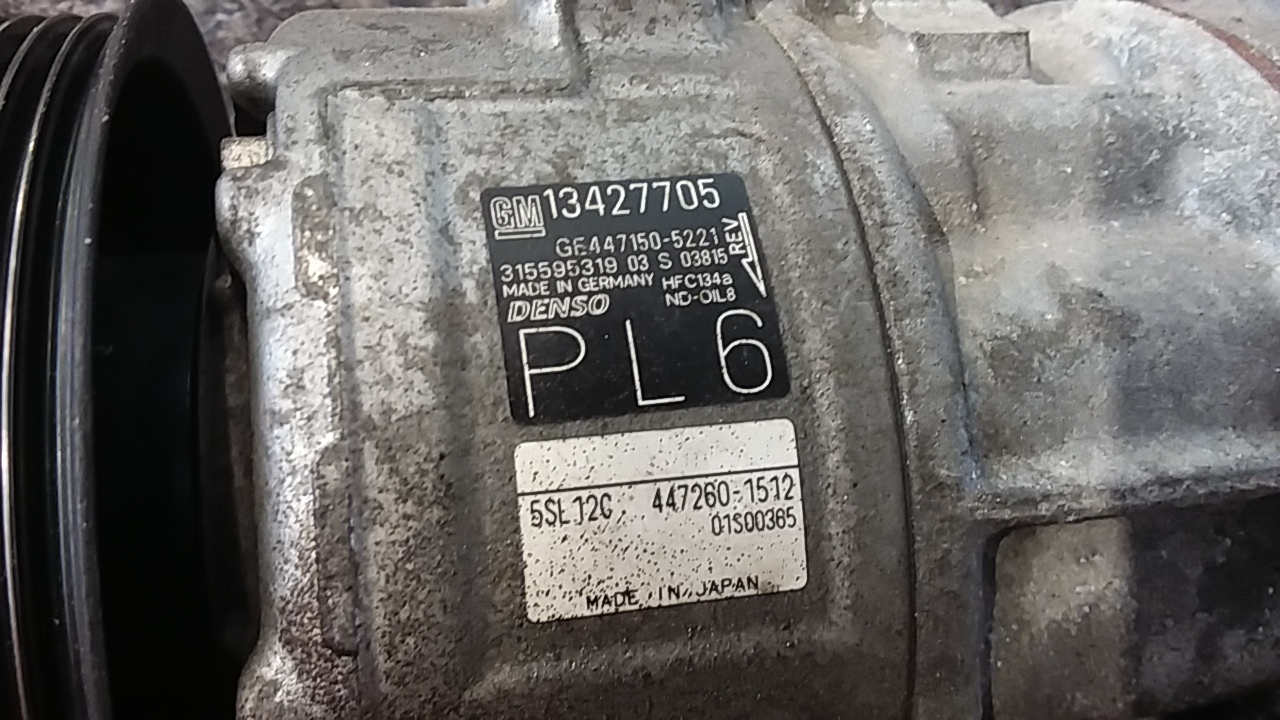 GM 13427705
GE447150-5221
315595319 03 S 03815
REV
MADE IN GERMANY HFC134a
DENSO ND-OIL8
PL6
5SL12C 447260-1512
01S00365
MADE IN JAPAN